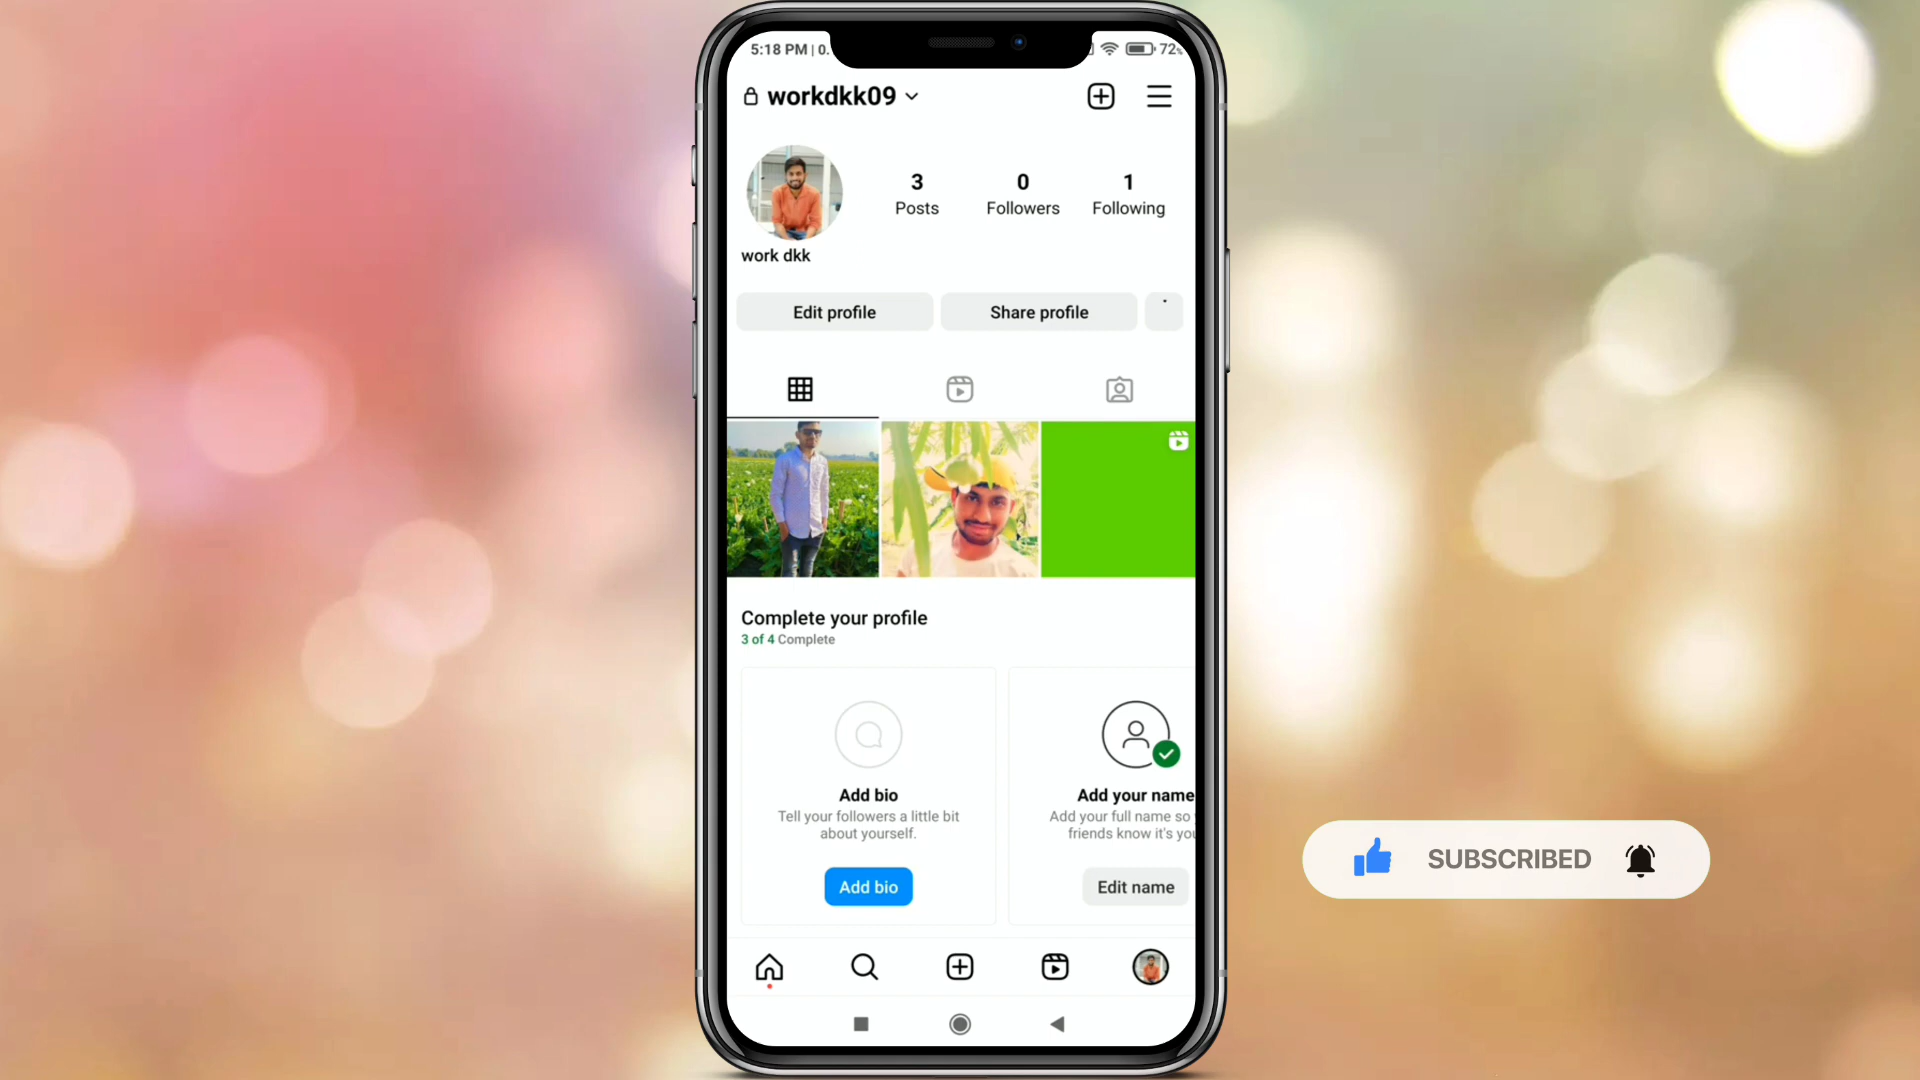 5:18 PM | 0.
72%
workdkk09
3 0 1
Posts Followers Following
work dkk
Edit profile Share profile
Complete your profile
3 of 4 Complete
Add bio
Tell your followers a little bit
about yourself.
Add bio
Add your name
Add your full name so
friends know it's you
Edit name
SUBSCRIBED